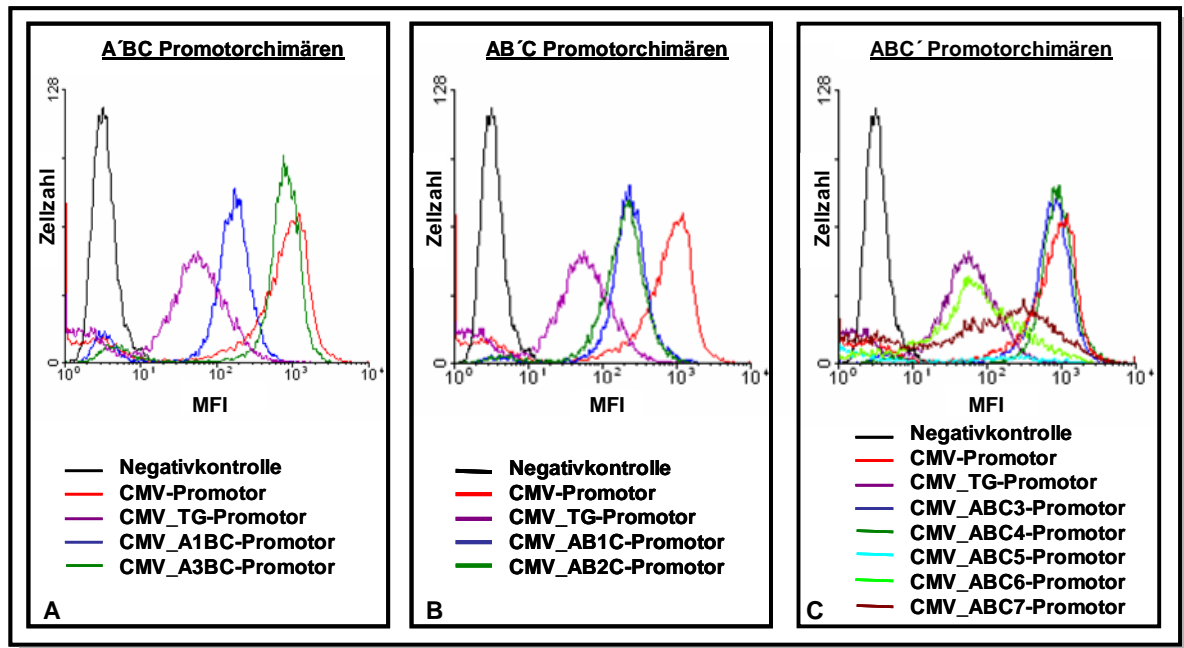 A´BC Promotorchimären
128
Zellzahl
0
10⁰ 10¹ 10² 10³ 10⁴
MFI
Negativkontrolle
CMV-Promotor
CMV_TG-Promotor
CMV_A1BC-Promotor
CMV_A3BC-Promotor
A
AB´C Promotorchimären
128
Zellzahl
0
10⁰ 10¹ 10² 10³ 10⁴
MFI
Negativkontrolle
CMV-Promotor
CMV_TG-Promotor
CMV_AB1C-Promotor
CMV_AB2C-Promotor
B
ABC´ Promotorchimären
128
Zellzahl
0
10⁰ 10¹ 10² 10³ 10⁴
MFI
Negativkontrolle
CMV-Promotor
CMV_TG-Promotor
CMV_ABC3-Promotor
CMV_ABC4-Promotor
CMV_ABC5-Promotor
CMV_ABC6-Promotor
CMV_ABC7-Promotor
C